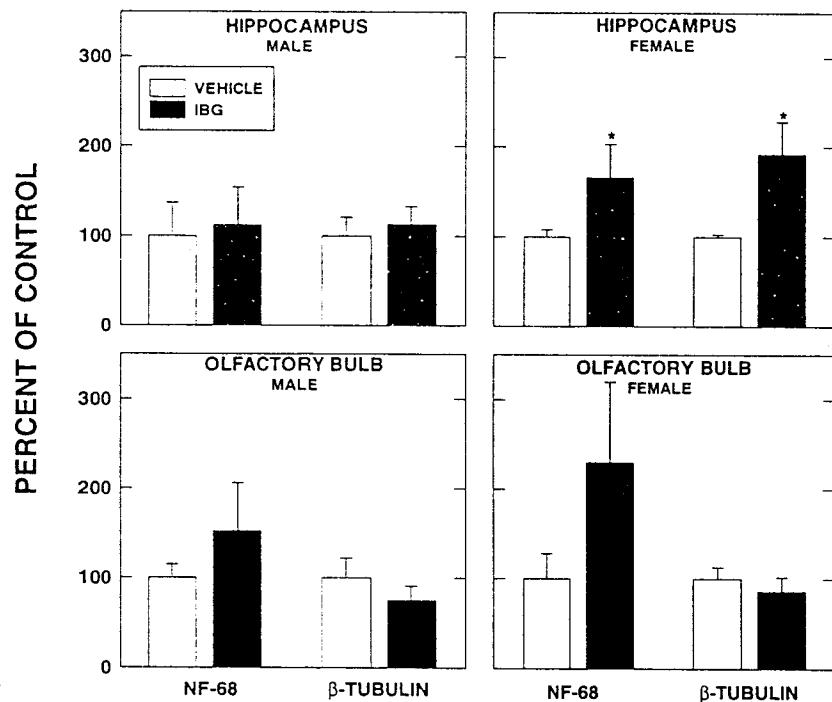 HIPPOCAMPUS
MALE
VEHICLE
IBG
HIPPOCAMPUS
FEMALE
*
*
300
200
100
0
PERCENT OF CONTROL
OLFACTORY BULB
MALE
OLFACTORY BULB
FEMALE
300
200
100
0
NF-68
β-TUBULIN
NF-68
β-TUBULIN